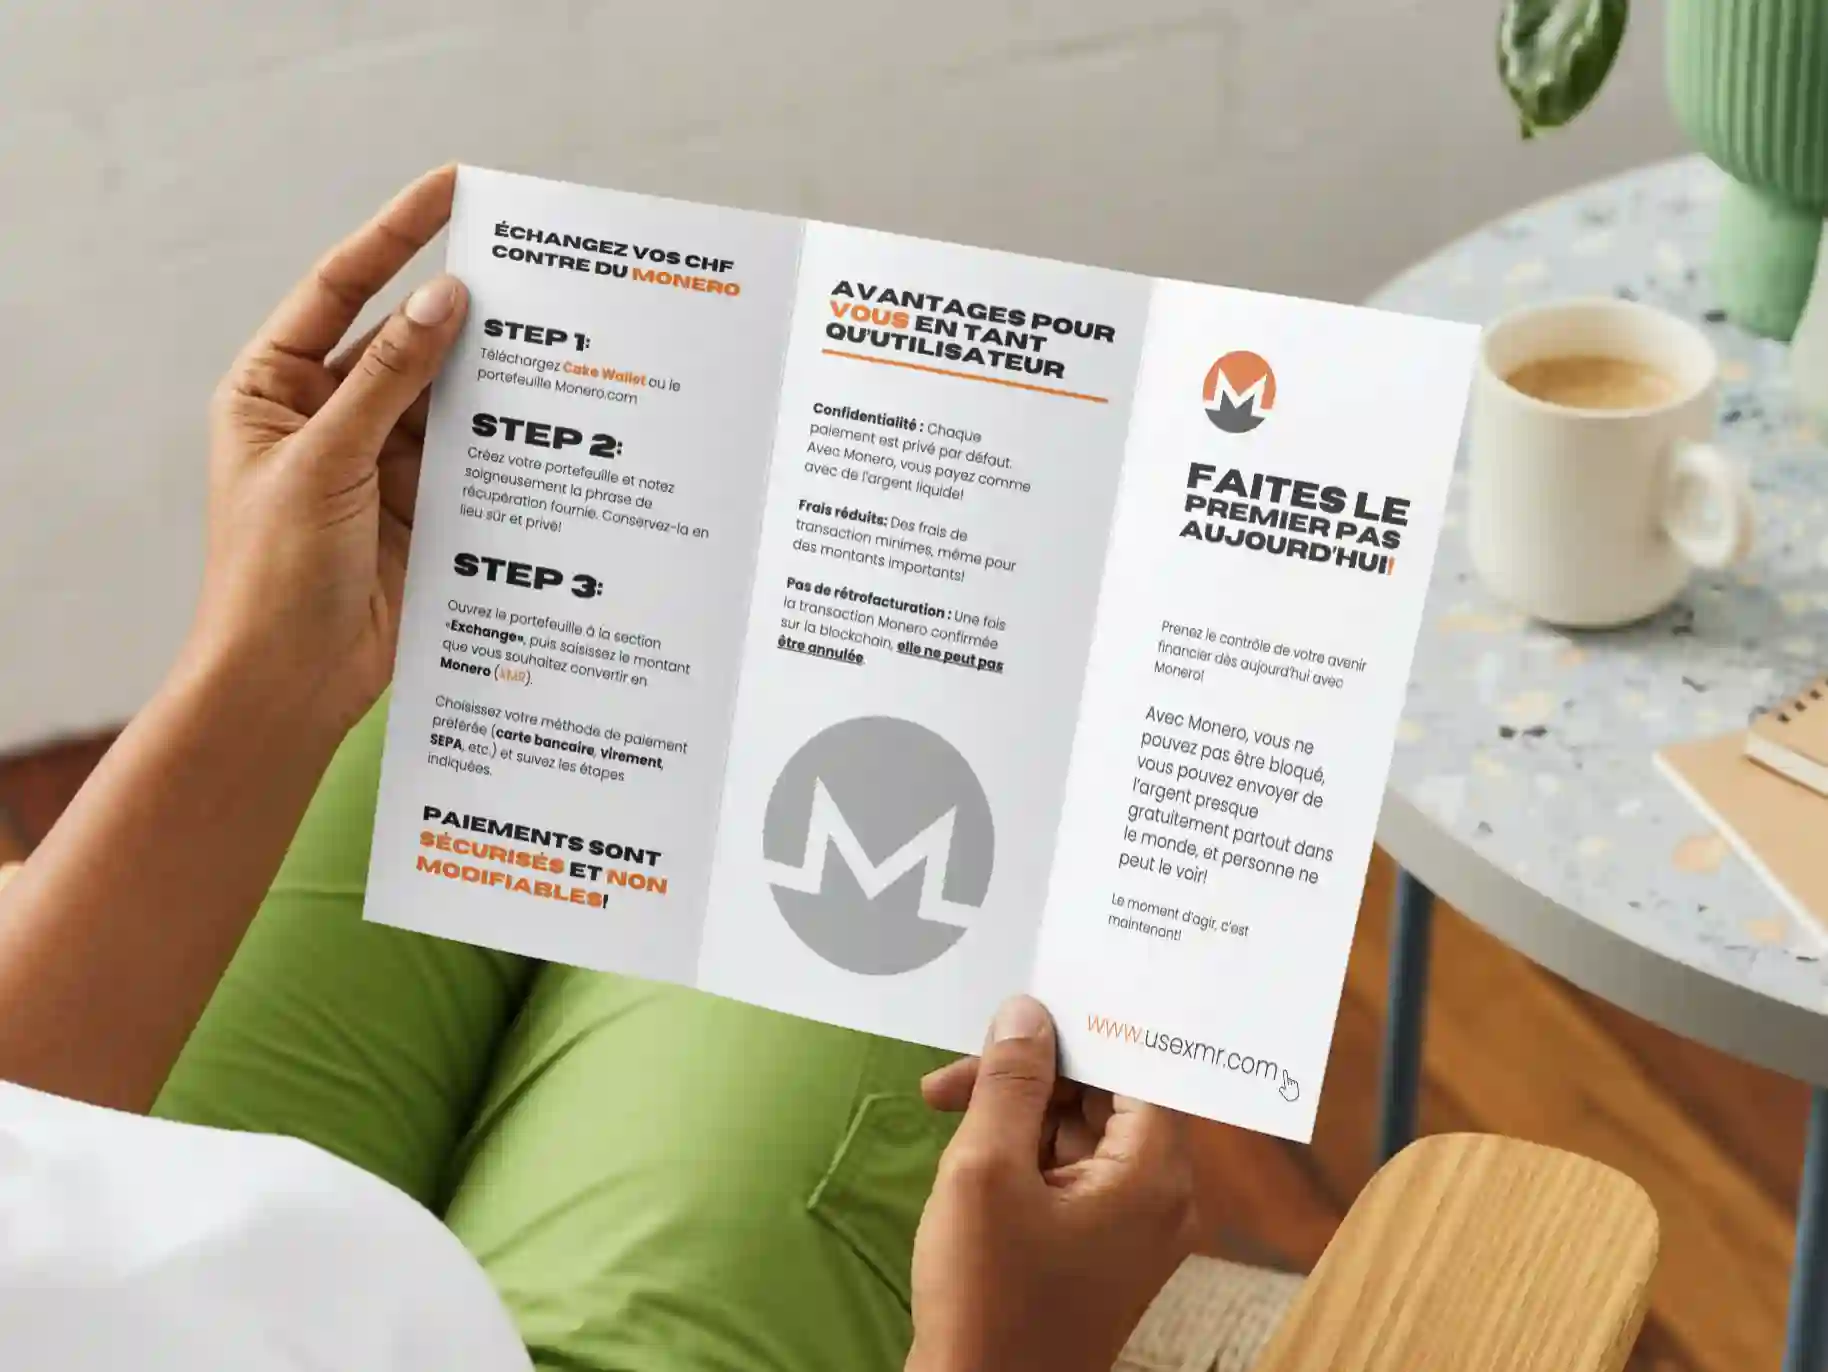 ÉCHANGEZ VOS CHF
CONTRE DU MONERO
STEP 1:
Téléchargez Cake Wallet ou le
portefeuille Monero.com
STEP 2:
Créez votre portefeuille et notez
soigneusement la phrase de
récupération fournie. Conservez-la en
lieu sûr et privé!
STEP 3:
Ouvrez le portefeuille à la section
«Exchange», puis saisissez le montant
que vous souhaitez convertir en
Monero (XMR).
Choisissez votre méthode de paiement
préférée (carte bancaire, virement,
SEPA, etc.) et suivez les étapes
indiquées.
PAIEMENTS SONT
SÉCURISÉS ET NON
MODIFIABLES!
AVANTAGES POUR
VOUS EN TANT
QU'UTILISATEUR
Confidentialité : Chaque
paiement est privé par défaut.
Avec Monero, vous payez comme
avec de l'argent liquide!
Frais réduits: Des frais de
transaction minimes, même pour
des montants importants!
Pas de rétrofacturation : Une fois
la transaction Monero confirmée
sur la blockchain, elle ne peut pas
être annulée.
FAITES LE
PREMIER PAS
AUJOURD'HUI!
Prenez le contrôle de votre avenir
financier dès aujourd'hui avec
Monero!
Avec Monero, vous ne
pouvez pas être bloqué,
vous pouvez envoyer de
l'argent presque
gratuitement partout dans
le monde, et personne ne
peut le voir!
Le moment d'agir, c'est
maintenant!
www.usexmr.com